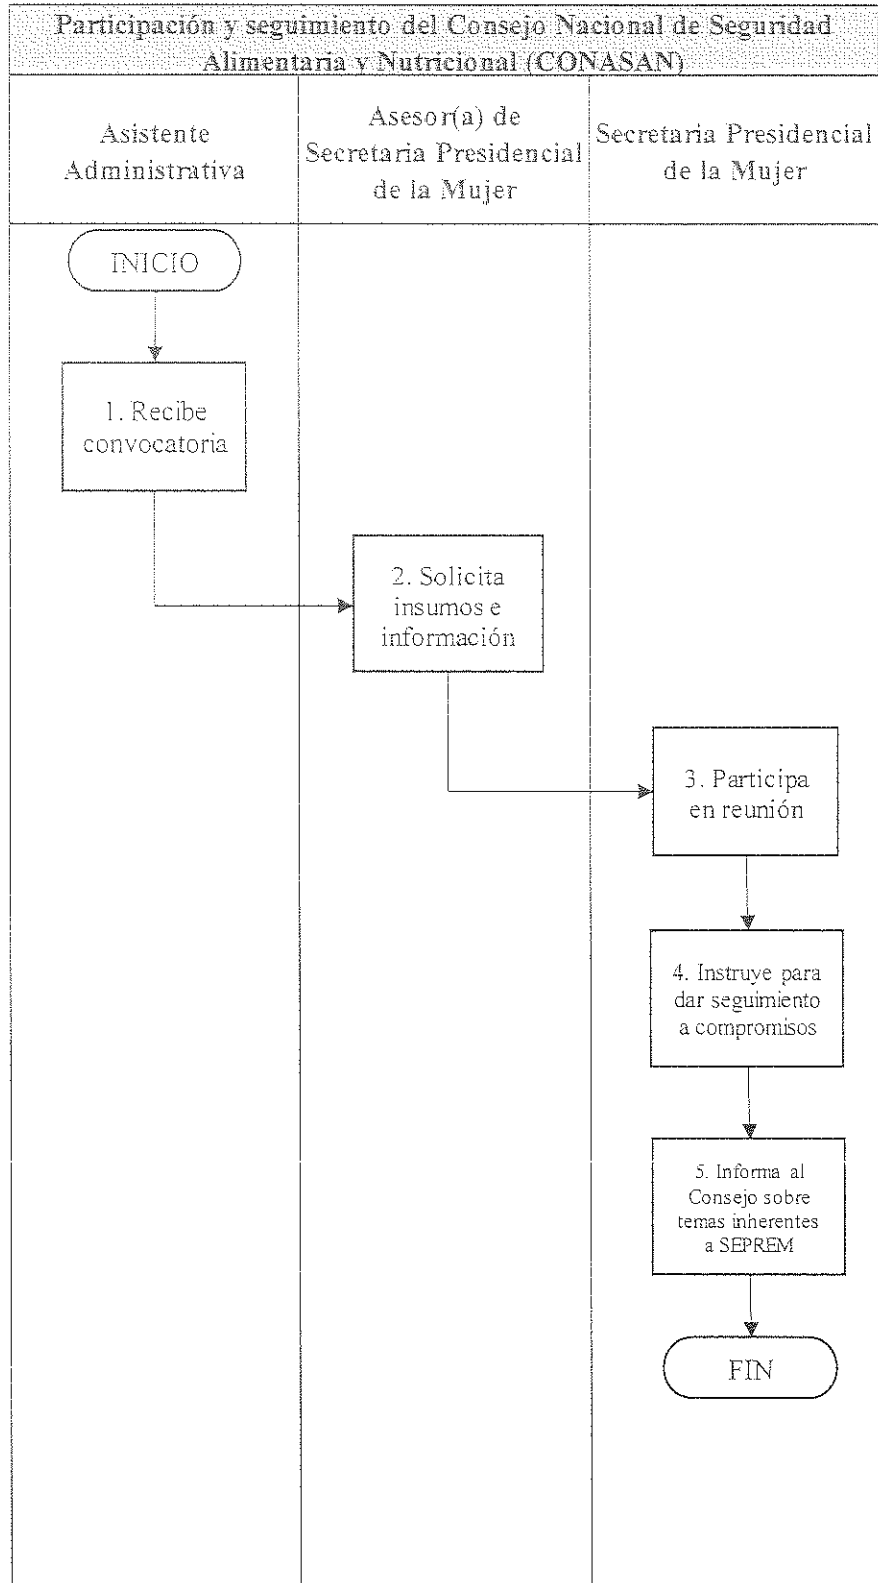 Participación y seguimiento del Consejo Nacional de Seguridad
Alimentaria y Nutricional (CONASAN)
Asistente
Administrativa
Asesor(a) de
Secretaria Presidencial
de la Mujer
Secretaria Presidencial
de la Mujer
INICIO
1. Recibe
convocatoria
2. Solicita
insumos e
información
3. Participa
en reunión
4. Instruye para
dar seguimiento
a compromisos
5. Informa al
Consejo sobre
temas inherentes
a SEPREM
FIN